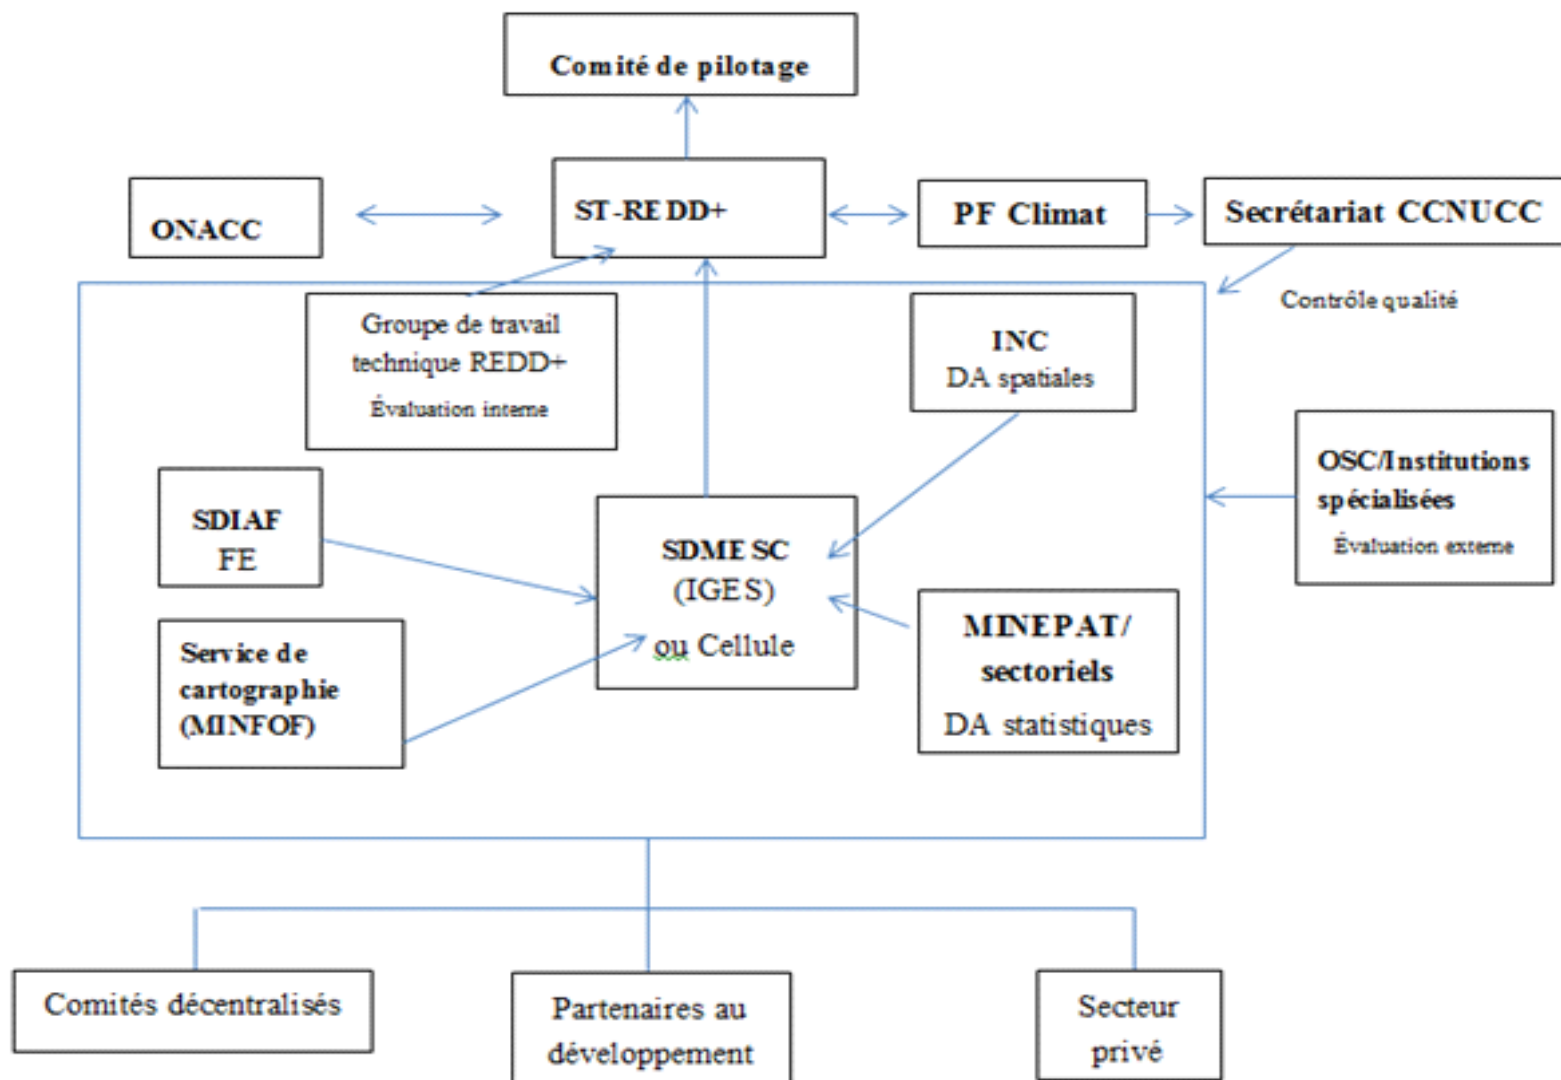 Comité de pilotage
ONACC
ST-REDD+
PF Climat
Secrétariat CCNUCC
Contrôle qualité
Groupe de travail
technique REDD+
Évaluation interne
INC
DA spatiales
OSC/Institutions
spécialisées
Évaluation externe
SDIAF
FE
SDMESC
(IGES)
ou Cellule
MINEPAT/
sectoriels
DA statistiques
Service de
cartographie
(MINFOF)
Comités décentralisés
Partenaires au
développement
Secteur
privé